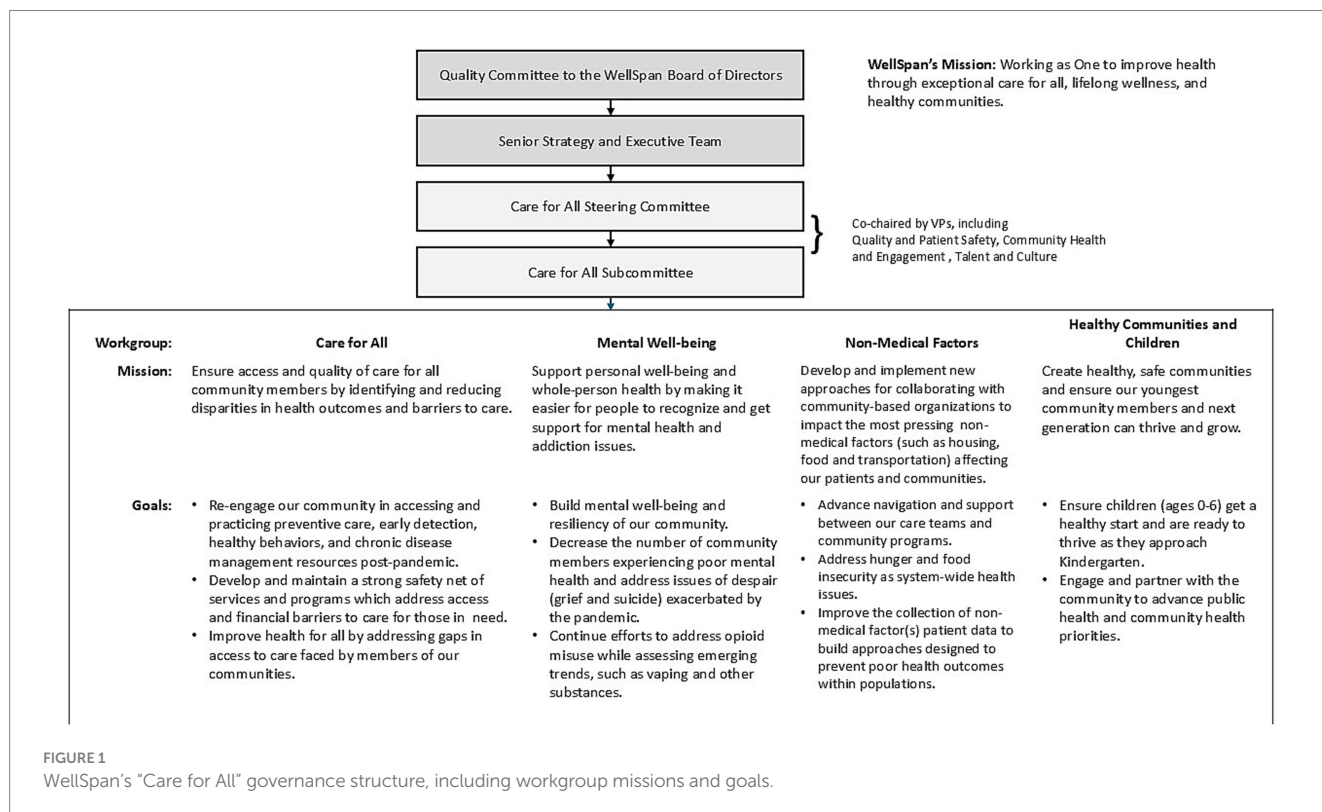 Quality Committee to the WellSpan Board of Directors
WellSpan's Mission: Working as One to improve health
through exceptional care for all, lifelong wellness, and
healthy communities.
Senior Strategy and Executive Team
Care for All Steering Committee
Co-chaired by VPs, including
Quality and Patient Safety, Community Health
and Engagement , Talent and Culture
}
Care for All Subcommittee
Workgroup:
Care for All
Mental Well-being
Non-Medical Factors
Healthy Communities and
Children
Mission:
Ensure access and quality of care for all
community members by identifying and reducing
disparities in health outcomes and barriers to care.
Support personal well-being and
whole-person health by making it
easier for people to recognize and get
support for mental health and
addiction issues.
Develop and implement new
approaches for collaborating with
community-based organizations to
impact the most pressing non-
medical factors (such as housing,
food and transportation) affecting
our patients and communities.
Create healthy, safe communities
and ensure our youngest
community members and next
generation can thrive and grow.
Goals:
• Re-engage our community in accessing and
practicing preventive care, early detection,
healthy behaviors, and chronic disease
management resources post-pandemic.
• Develop and maintain a strong safety net of
services and programs which address access
and financial barriers to care for those in need.
• Improve health for all by addressing gaps in
access to care faced by members of our
communities.
• Build mental well-being and
resiliency of our community.
• Decrease the number of community
members experiencing poor mental
health and address issues of despair
(grief and suicide) exacerbated by
the pandemic.
• Continue efforts to address opioid
misuse while assessing emerging
trends, such as vaping and other
substances.
• Advance navigation and support
between our care teams and
community programs.
• Address hunger and food
insecurity as system-wide health
issues.
• Improve the collection of non-
medical factor(s) patient data to
build approaches designed to
prevent poor health outcomes
within populations.
• Ensure children (ages 0-6) get a
healthy start and are ready to
thrive as they approach
Kindergarten.
• Engage and partner with the
community to advance public
health and community health
priorities.
FIGURE 1
WellSpan's "Care for All" governance structure, including workgroup missions and goals.